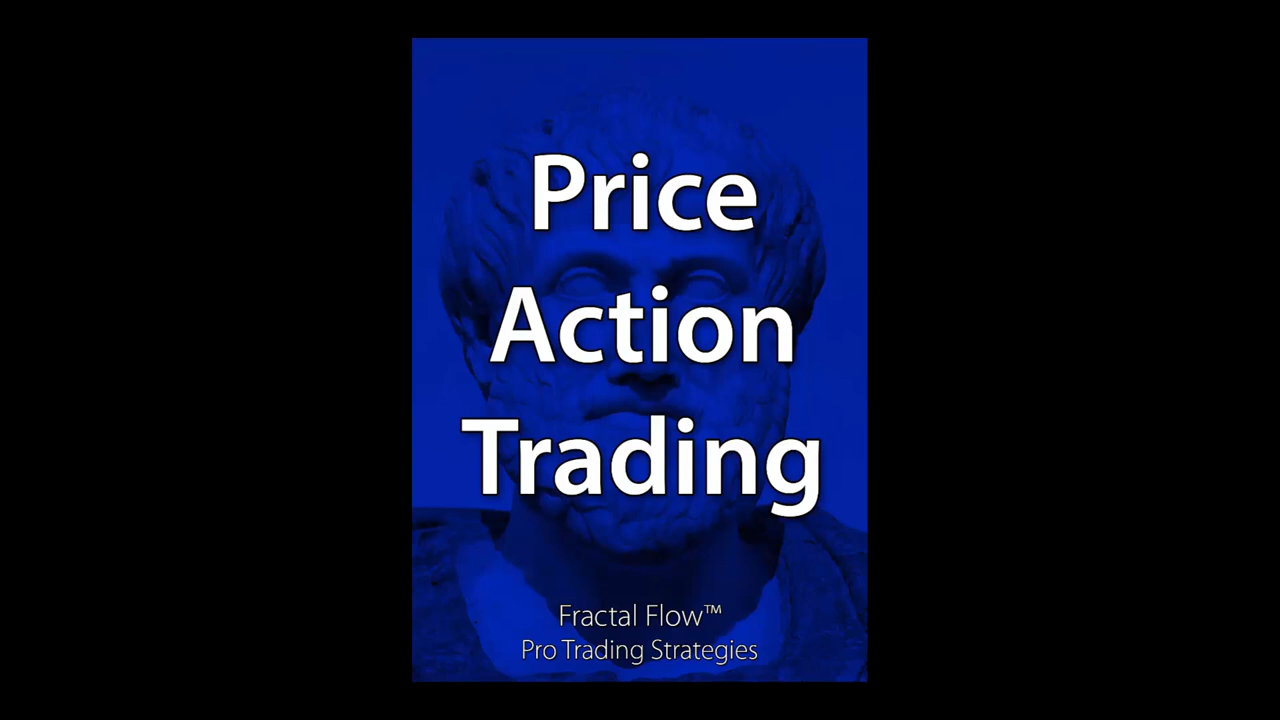 Price
Action
Trading
Fractal Flow™
Pro Trading Strategies